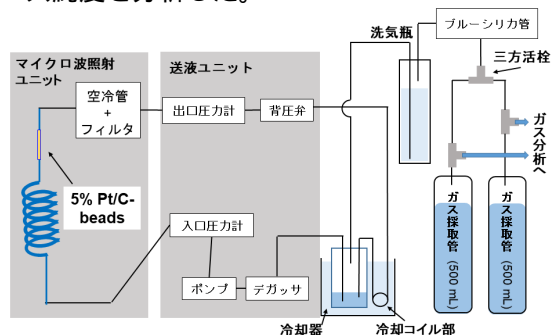 洗気瓶
ブルーシリカ管
三方活栓
マイクロ波照射
ユニット
送液ユニット
空冷管
+
フィルタ
出口圧力計
背圧弁
ガス分析へ
5% Pt/C-
beads
入口圧力計
ポンプ
デガッサ
ガス採取管 (500 mL)
ガス採取管 (500 mL)
冷却器
冷却コイル部